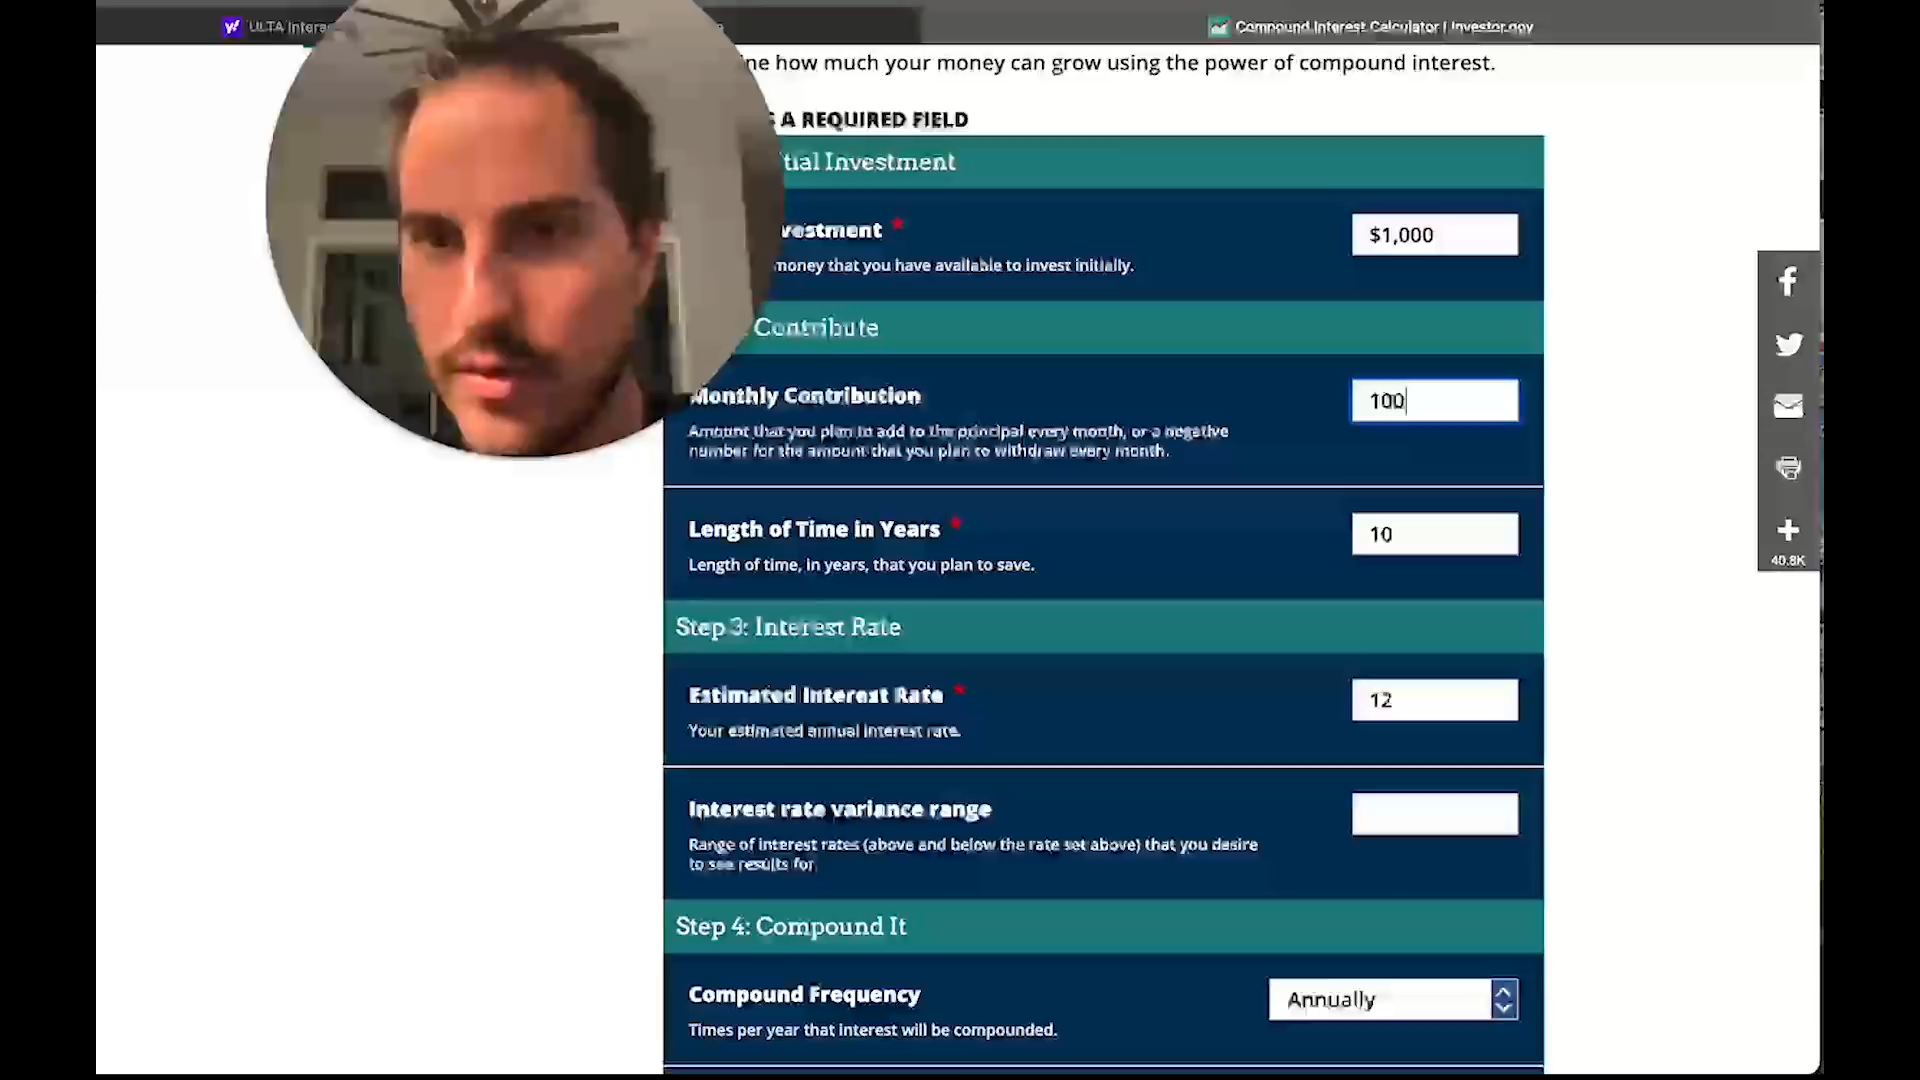 ULTA Intera
Compound Interest Calculator | Investor.gov
ne how much your money can grow using the power of compound interest.
A REQUIRED FIELD
tial Investment
vestment *
$1,000
money that you have available to invest initially.
Contribute
Monthly Contribution
100
Amount that you plan to add to the principal every month, or a negative
number for the amount that you plan to withdraw every month.
Length of Time in Years *
10
Length of time, in years, that you plan to save.
Step 3: Interest Rate
Estimated Interest Rate *
12
Your estimated annual interest rate.
Interest rate variance range
Range of interest rates (above and below the rate set above) that you desire
to see results for.
Step 4: Compound It
Compound Frequency
Annually
Times per year that interest will be compounded.
40.8K